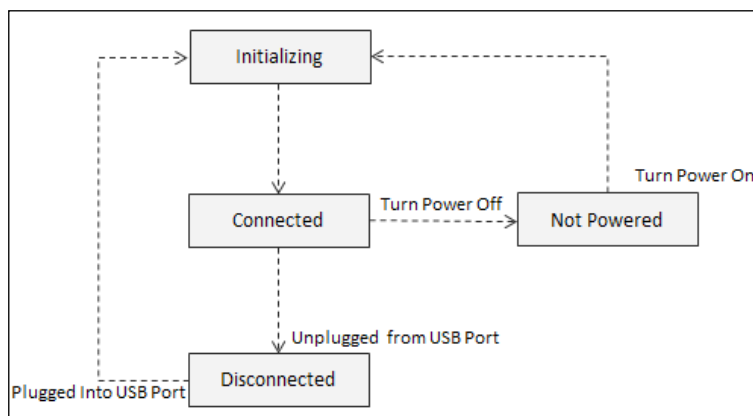 Initializing
Turn Power On
Connected
Turn Power Off
Not Powered
Unplugged from USB Port
Disconnected
Plugged Into USB Port